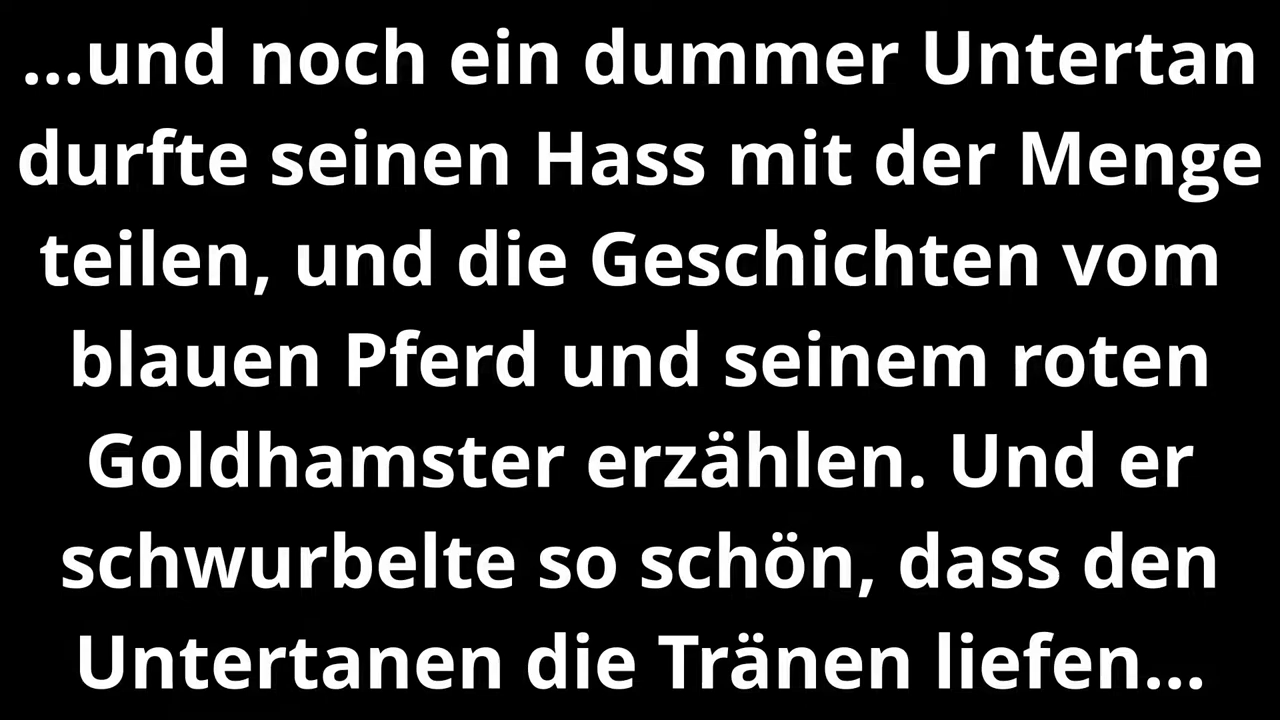 ...und noch ein dummer Untertan
durfte seinen Hass mit der Menge
teilen, und die Geschichten vom
blauen Pferd und seinem roten
Goldhamster erzählen. Und er
schwurbelte so schön, dass den
Untertanen die Tränen liefen...